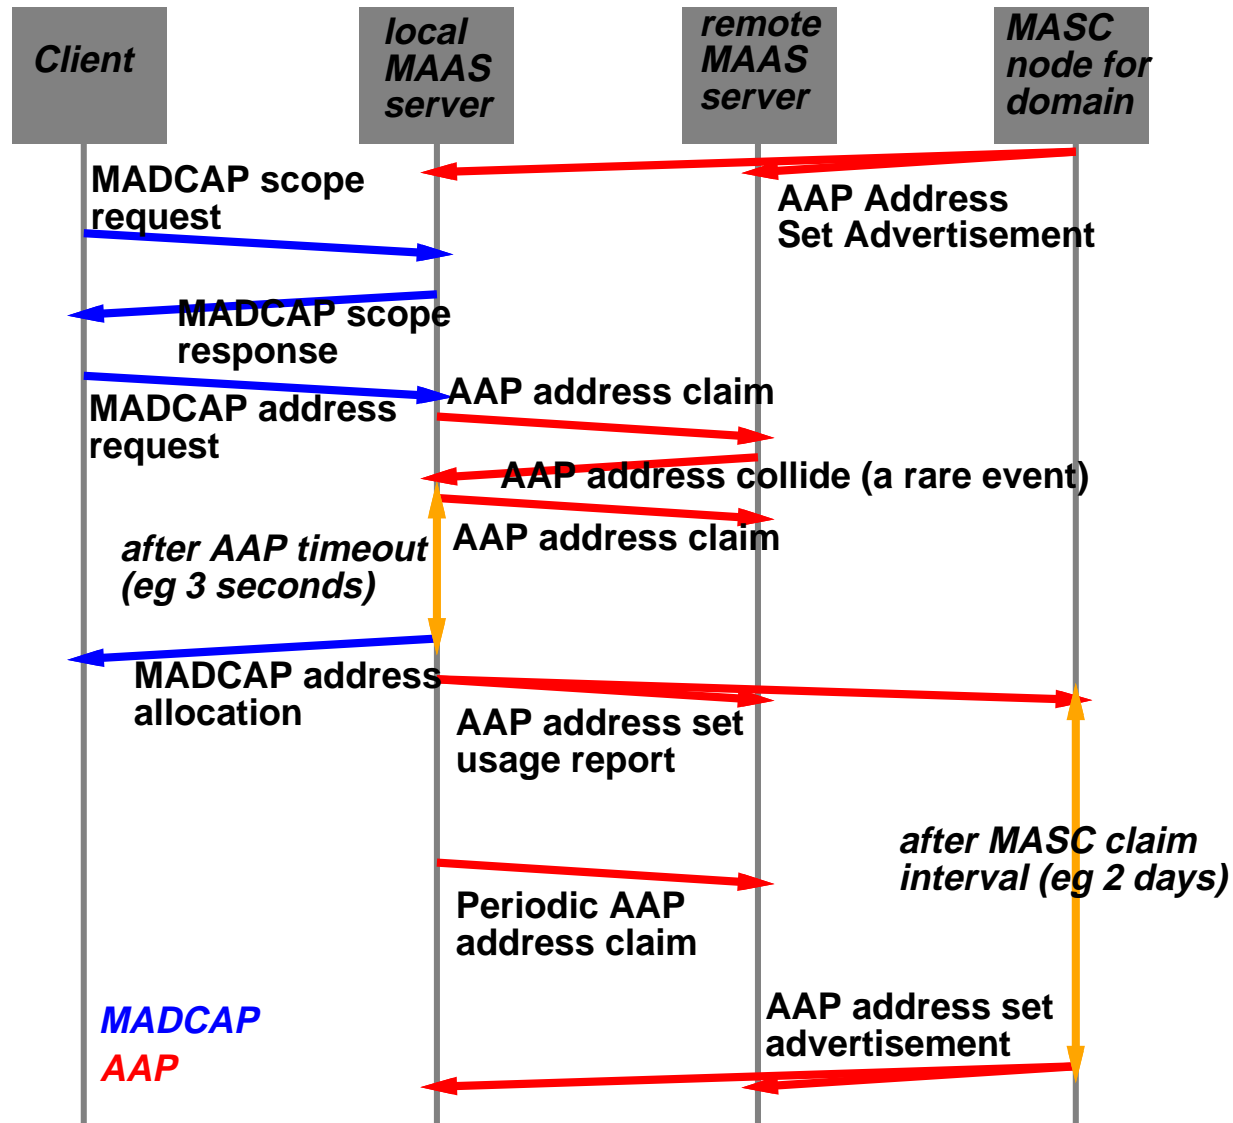 Client
local
MAAS
server
remote
MAAS
server
MASC
node for
domain
MADCAP scope
request
AAP Address
Set Advertisement
MADCAP scope
response
MADCAP address
request
AAP address claim
AAP address collide (a rare event)
AAP address claim
after AAP timeout
(eg 3 seconds)
MADCAP address
allocation
AAP address set
usage report
after MASC claim
interval (eg 2 days)
Periodic AAP
address claim
AAP address set
advertisement
MADCAP
AAP